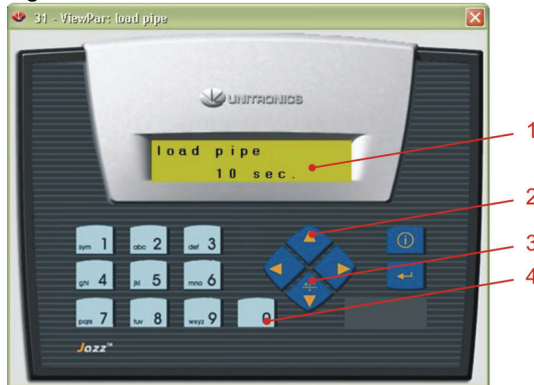 31 - ViewPar: load pipe
UNITRONICS
load pipe
10 sec.
1
2
3
4
sym 1 abc 2 def 3
ghi 4 jkl 5 mno 6
pqrs 7 tuv 8 wxyz 9 0
+/-
Jazz™